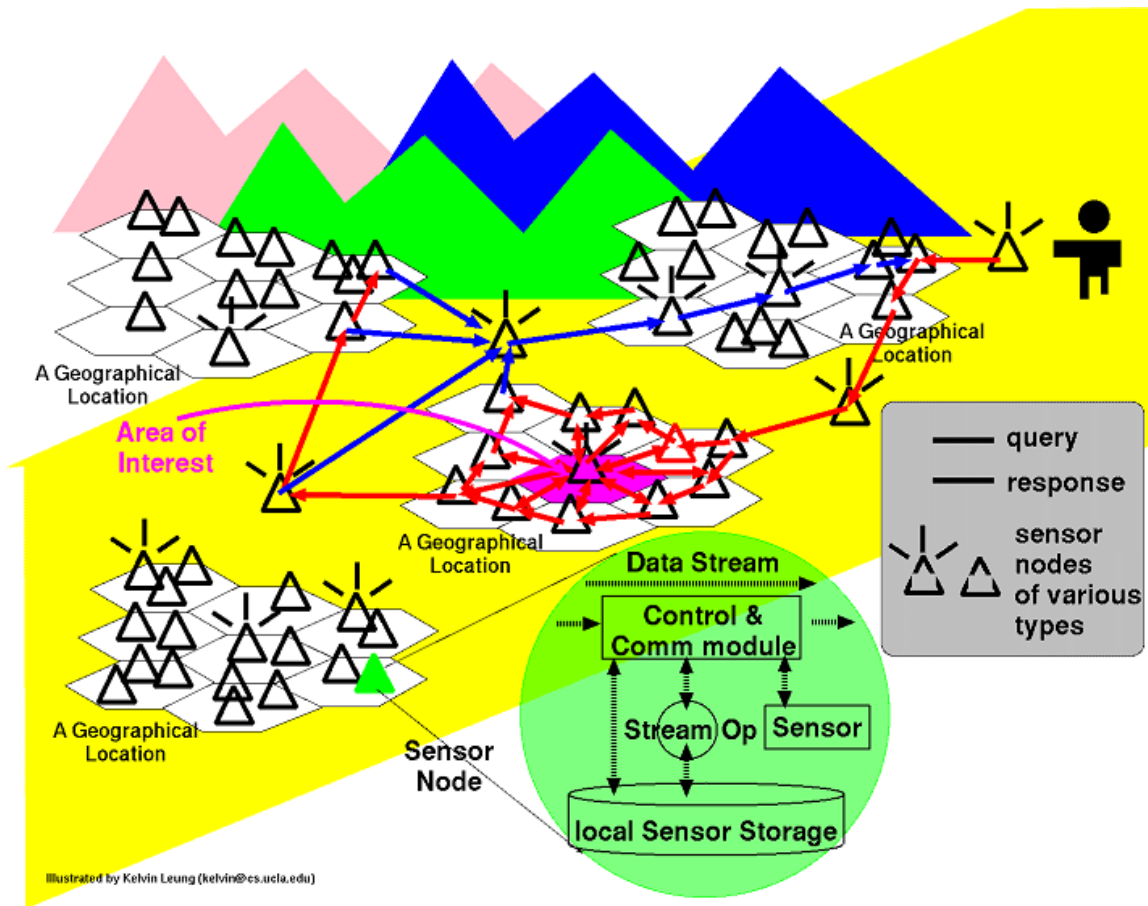 A Geographical
Location
A Geographical
Location
Area of
Interest
query
response
sensor
nodes
of various
types
A Geographical
Location
Data Stream
Control &
Comm module
Stream Op
Sensor
local Sensor Storage
A Geographical
Location
Sensor
Node
Illustrated by Kelvin Leung (kelvin@cs.ucla.edu)